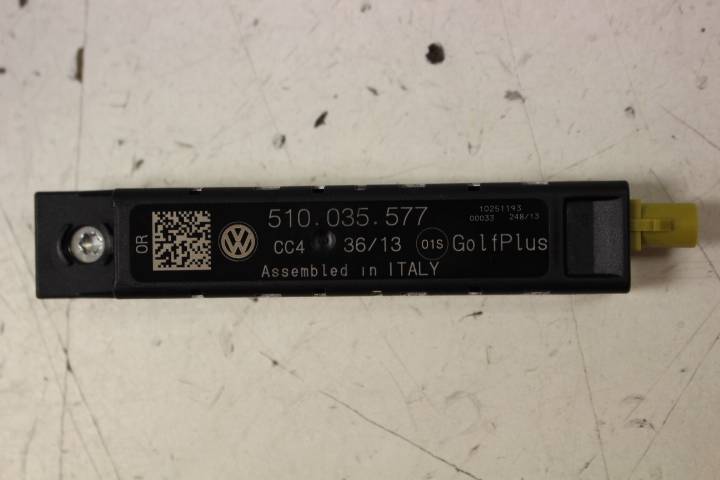 OR
510.035.577
10251193
00033 248/13
CC4 36/13 01S GolfPlus
Assembled in ITALY